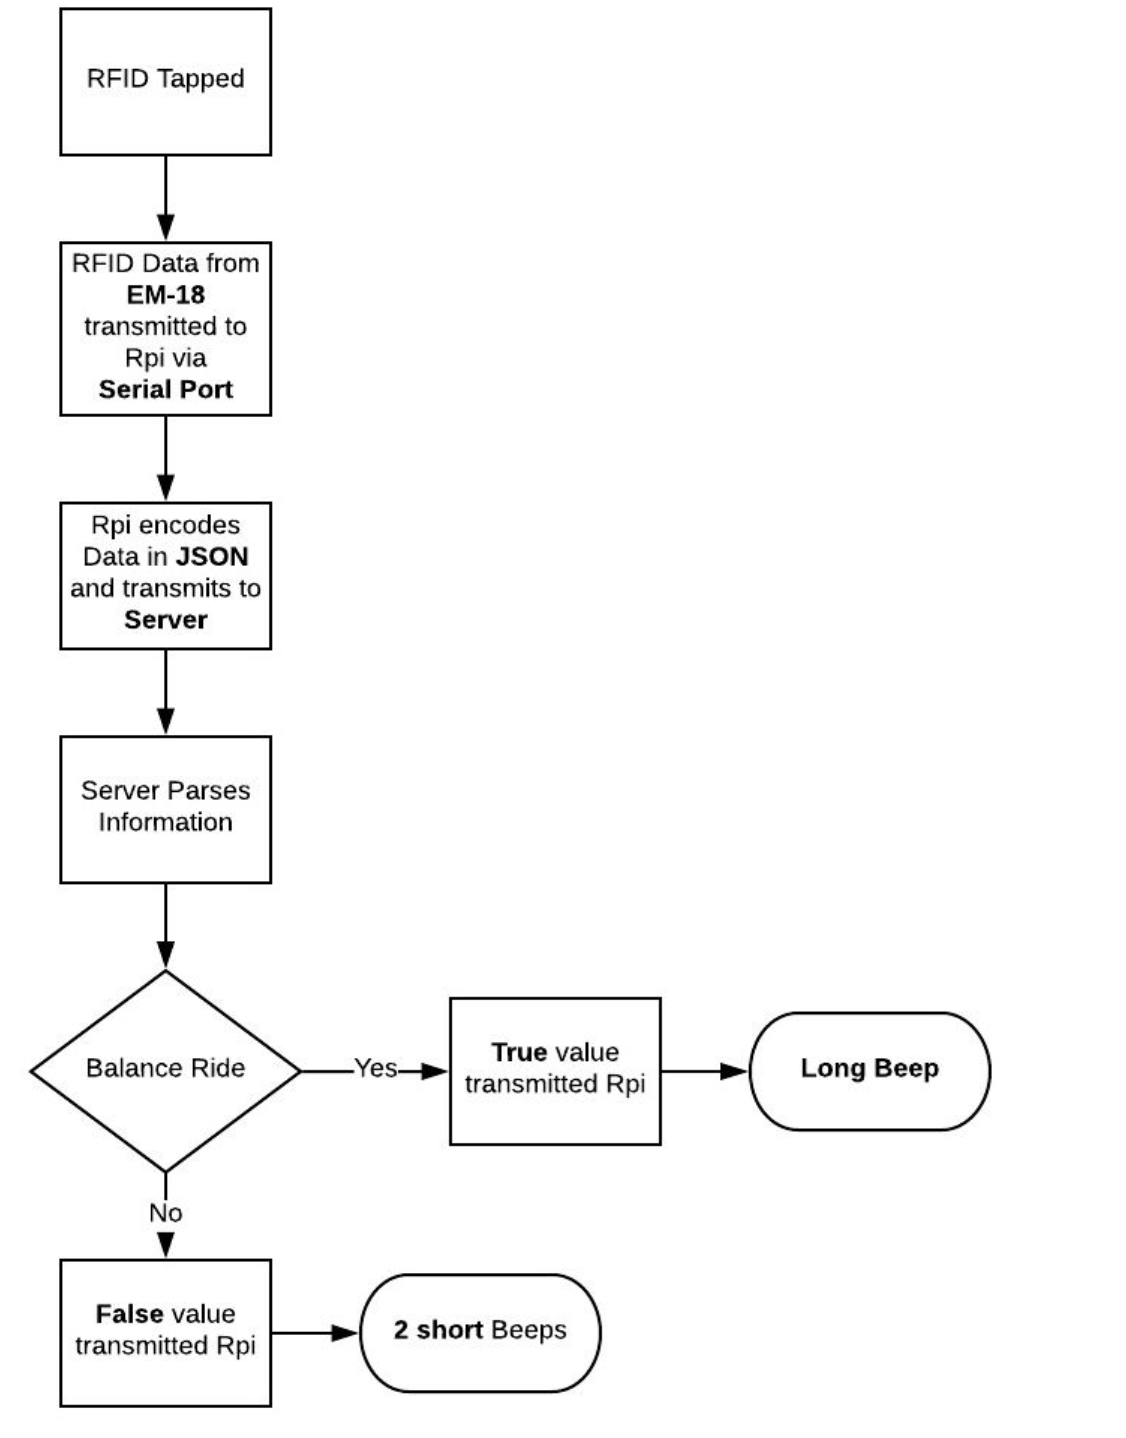 RFID Tapped
RFID Data from
EM-18
transmitted to
Rpi via
Serial Port
Rpi encodes
Data in JSON
and transmits to
Server
Server Parses
Information
Balance Ride
Yes
True value
transmitted Rpi
Long Beep
No
False value
transmitted Rpi
2 short Beeps